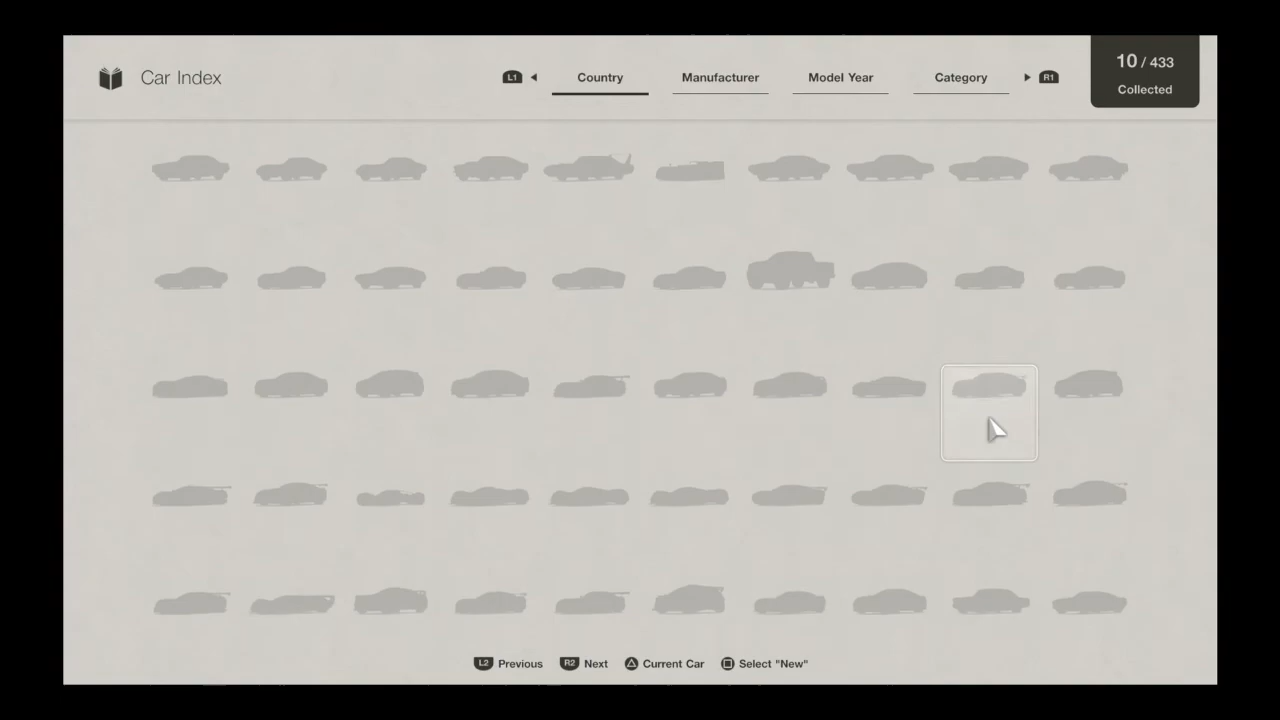 Car Index
L1 Country Manufacturer Model Year Category R1
10 / 433
Collected
L2 Previous R2 Next Current Car Select "New"